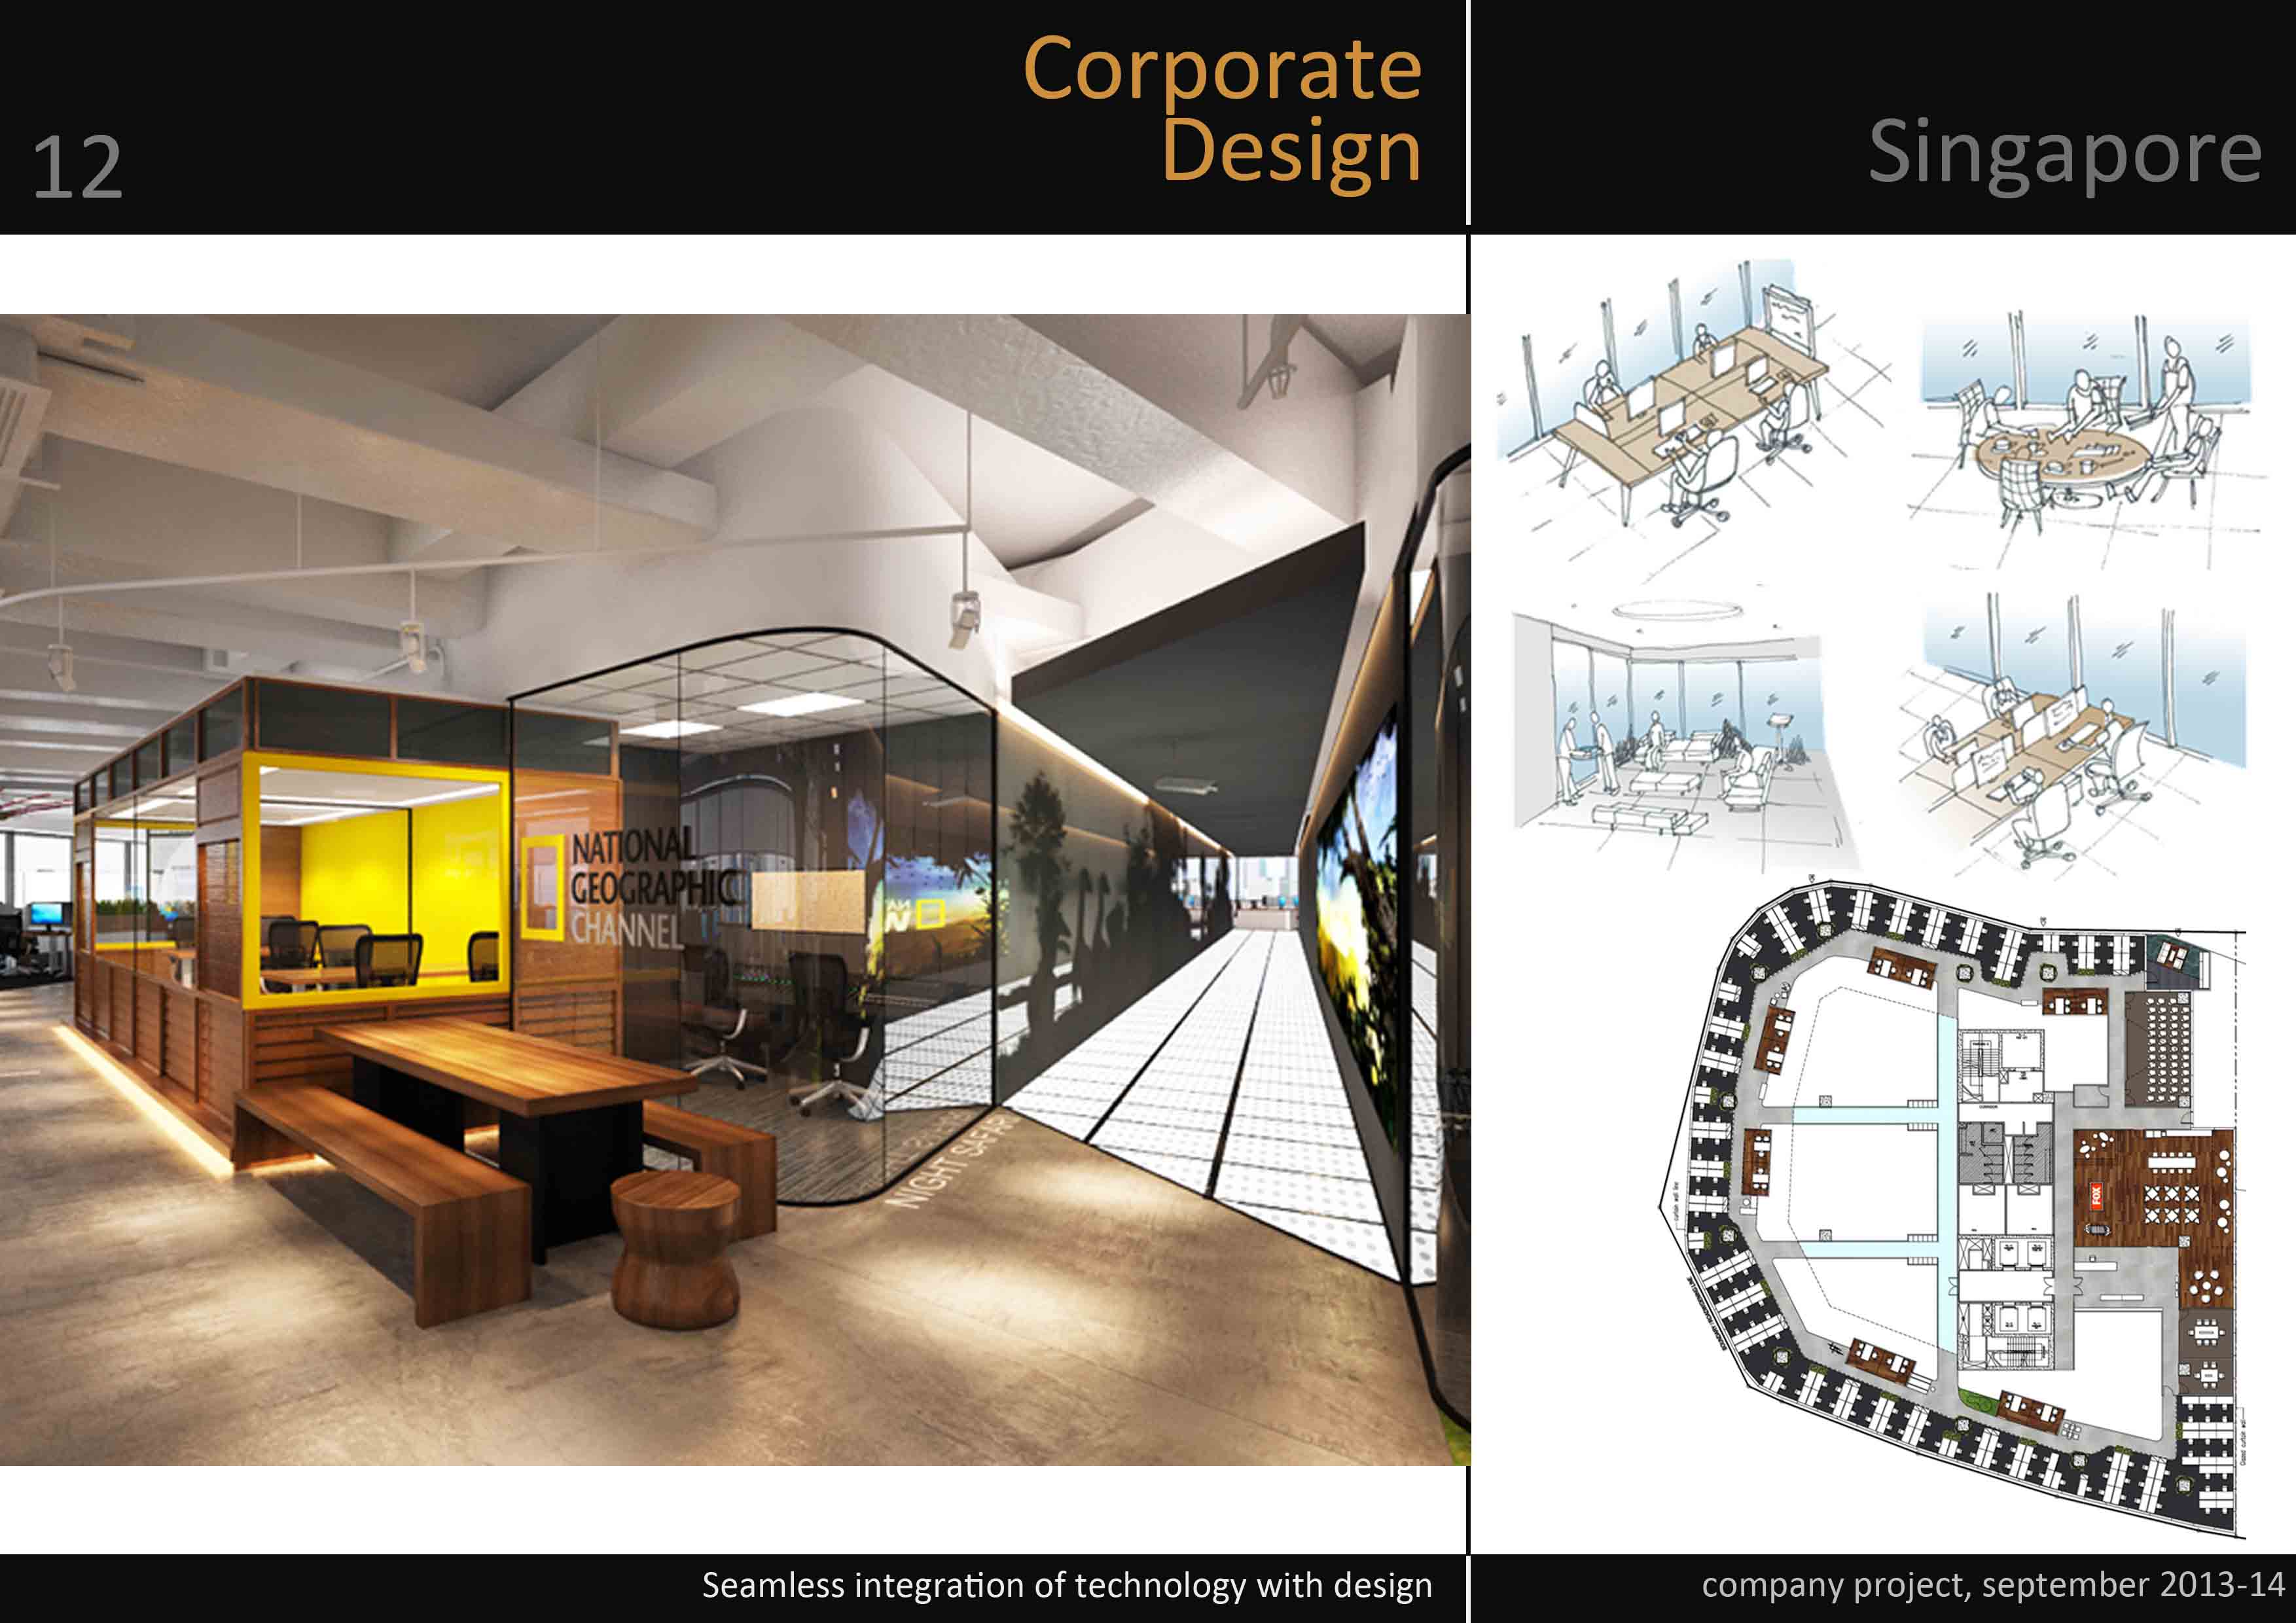 12
Corporate
Design
Singapore
NATIONAL
GEOGRAPHIC
CHANNEL
NIGHT SAFARI
FOX
Seamless integration of technology with design
company project, september 2013-14